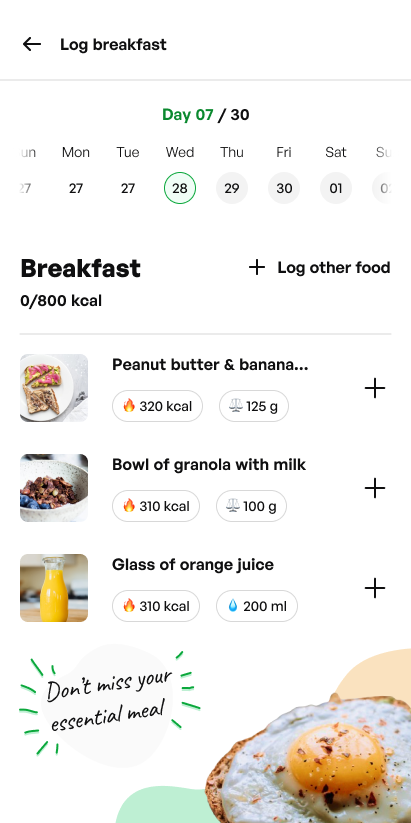 Log breakfast
Day 07 / 30
un Mon Tue Wed Thu Fri Sat Su
27 27 27 28 29 30 01 0
Breakfast
+ Log other food
0/800 kcal
Peanut butter & banana...
320 kcal 125 g
Bowl of granola with milk
310 kcal 100 g
Glass of orange juice
310 kcal 200 ml
Don't miss your
essential meal